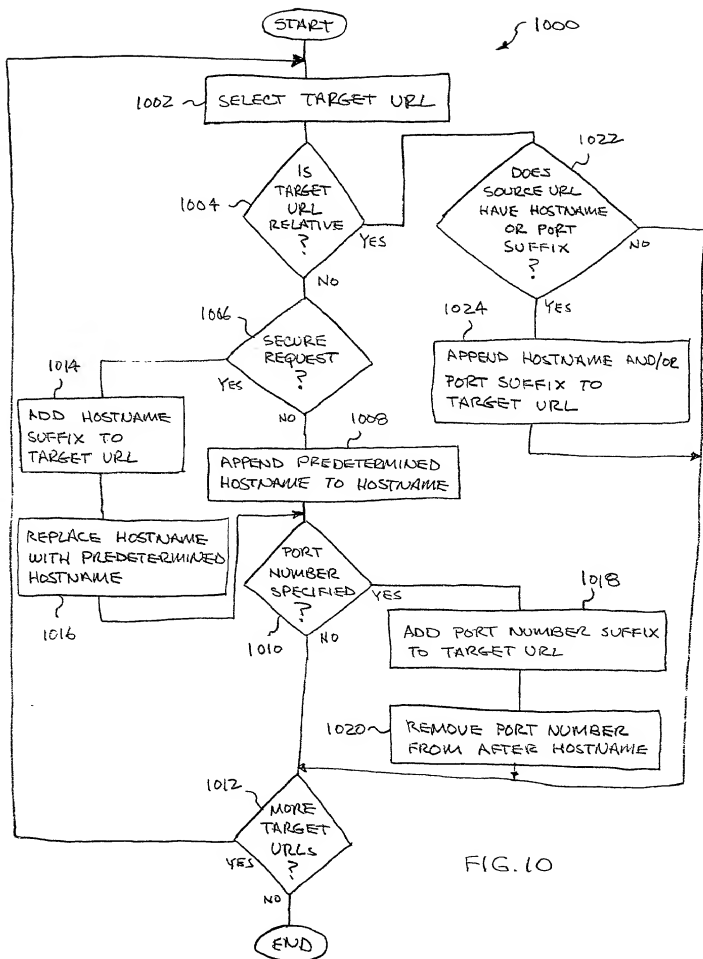 START
1000
1002
SELECT TARGET URL
1004
IS
TARGET
URL
RELATIVE
?
YES
NO
1022
DOES
SOURCE URL
HAVE HOSTNAME
OR PORT
SUFFIX
?
NO
YES
1024
APPEND HOSTNAME AND/OR
PORT SUFFIX TO
TARGET URL
1006
SECURE
REQUEST
?
YES
NO
1014
ADD HOSTNAME
SUFFIX TO
TARGET URL
1008
APPEND PREDETERMINED
HOSTNAME TO HOSTNAME
REPLACE HOSTNAME
WITH PREDETERMINED
HOSTNAME
1016
PORT
NUMBER
SPECIFIED
?
1010
YES
NO
1018
ADD PORT NUMBER SUFFIX
TO TARGET URL
1020
REMOVE PORT NUMBER
FROM AFTER HOSTNAME
1012
MORE
TARGET
URLS
?
YES
NO
END
FIG. 10